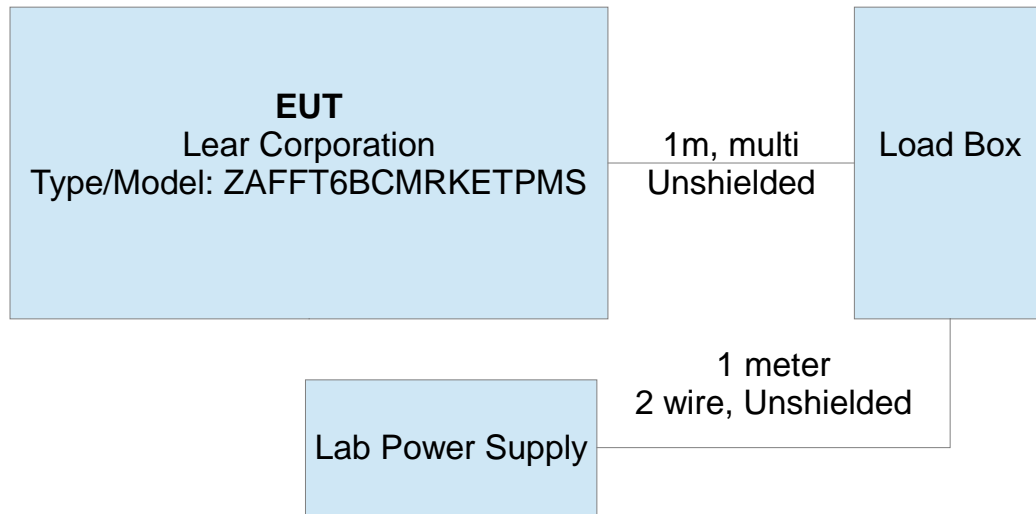 EUT
Lear Corporation
Type/Model: ZAFFT6BCMRKETPMS
1m, multi
Unshielded
Load Box
1 meter
2 wire, Unshielded
Lab Power Supply